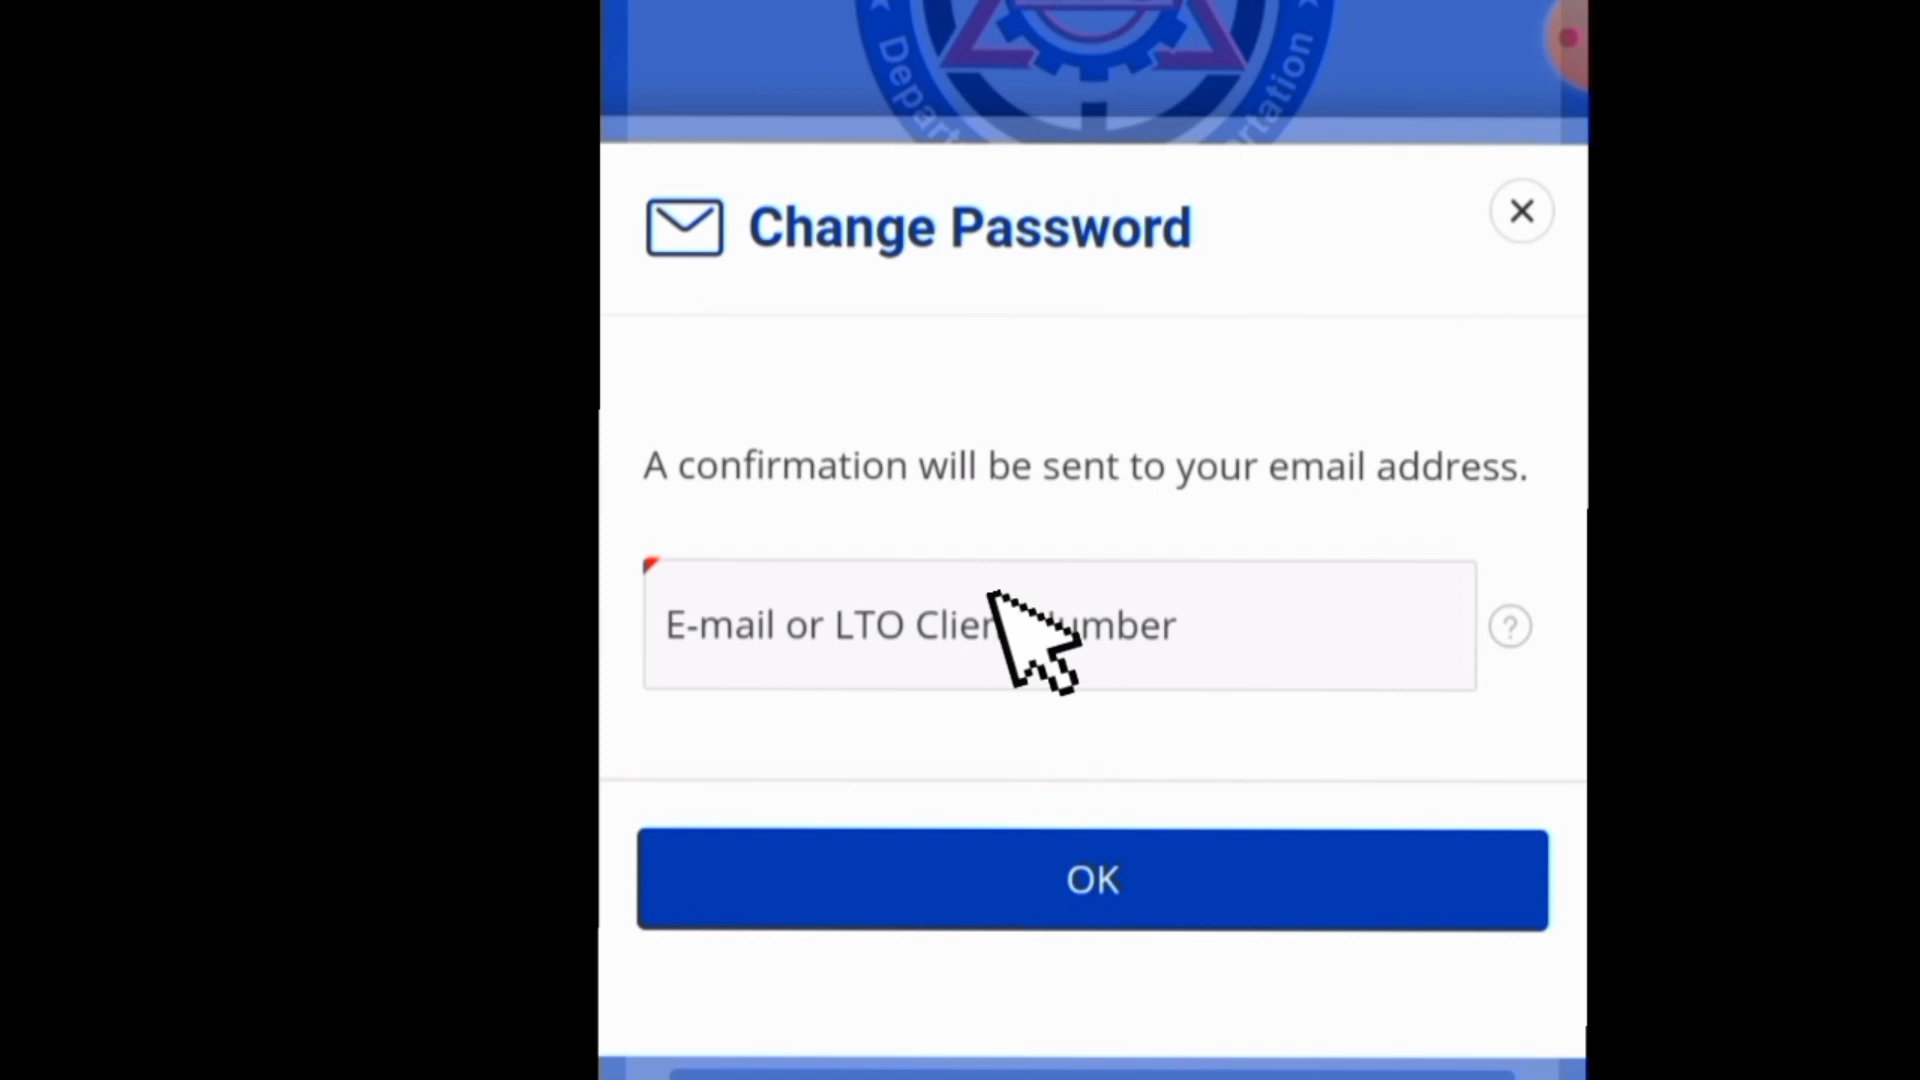 Change Password
A confirmation will be sent to your email address.
E-mail or LTO
?
OK